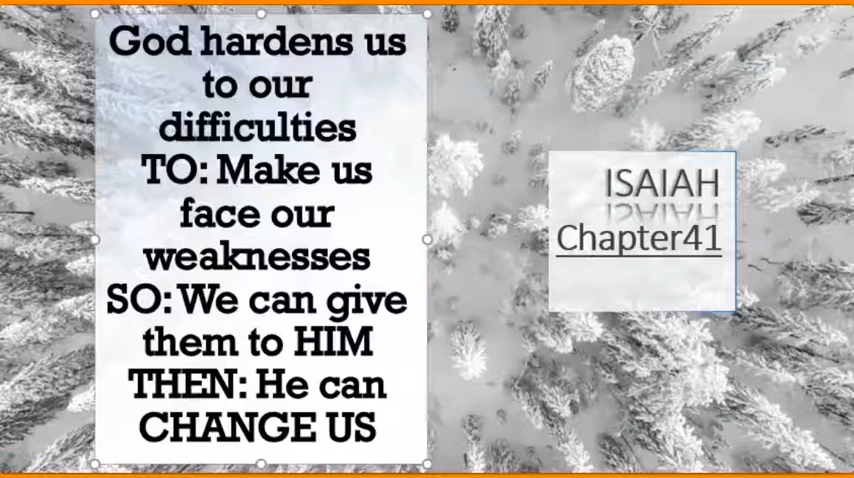 God hardens us
to our
difficulties
TO: Make us
face our
weaknesses
SO: We can give
them to HIM
THEN: He can
CHANGE US
ISAIAH
Chapter41